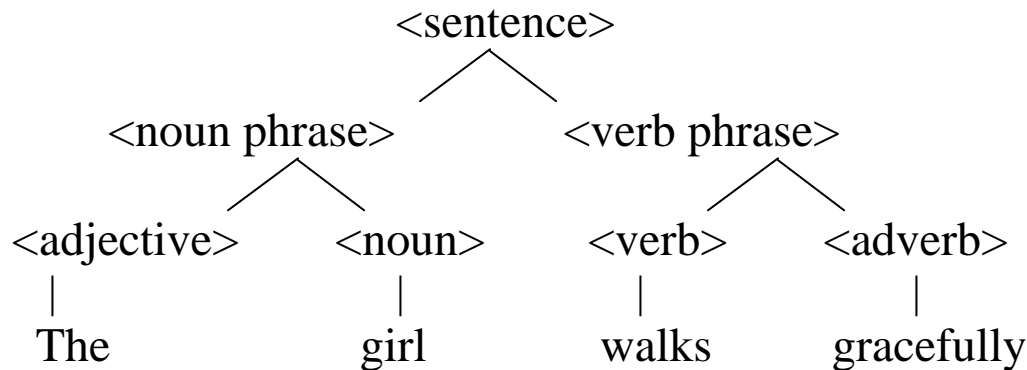 <sentence>
<noun phrase> <verb phrase>
<adjective> <noun> <verb> <adverb>
The girl walks gracefully